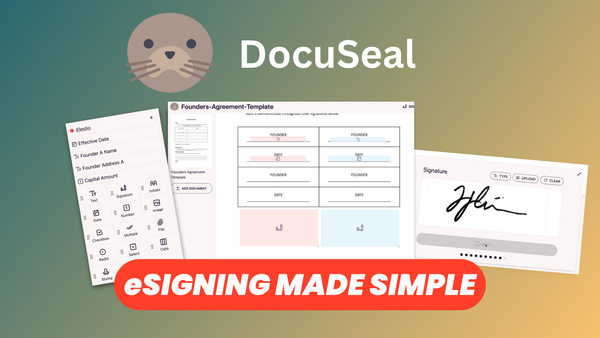 DocuSeal
Elestio
Effective Date
Founder A Name
Founder Address A
Capital Amount
Text
Signature
Initials
Date
Number
Image
Checkbox
Multiple
File
Radio
Select
Cells
Stamp
Founders-Agreement-Template
Founders-Agreement-
Template
ADD DOCUMENT
FOUNDER
FOUNDER
DATE
DATE
FOUNDER
FOUNDER
DATE
DATE
Signature
TYPE
UPLOAD
CLEAR
eSIGNING MADE SIMPLE